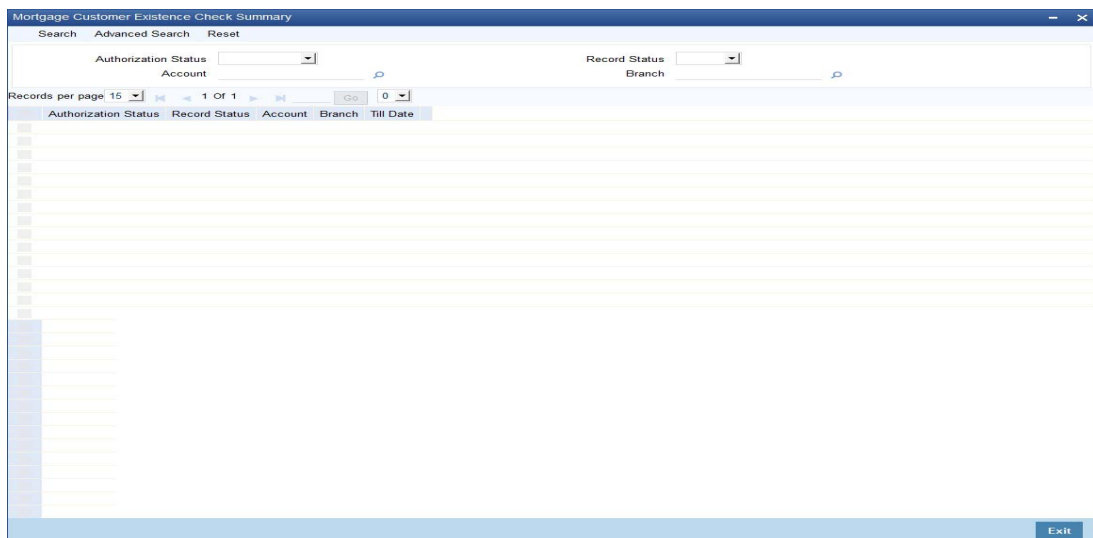 Mortgage Customer Existence Check Summary
Search Advanced Search Reset
Authorization Status Record Status
Account Branch
Records per page 15 1 Of 1 Go 0
Authorization Status Record Status Account Branch Till Date
Exit